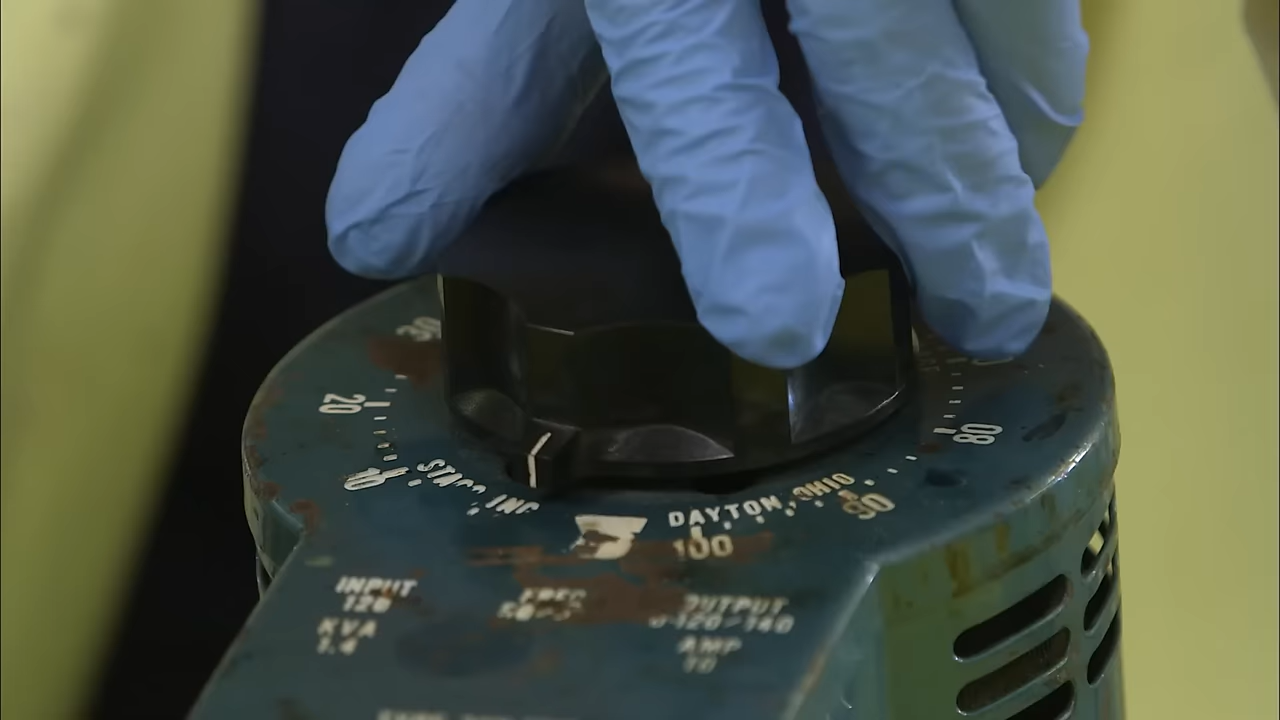 30
20
10
80
90
STACO INC
DAYTON OHIO
100
INPUT
120
KVA
1.4
FREQ
OUTPUT
0-120/140
AMP
10